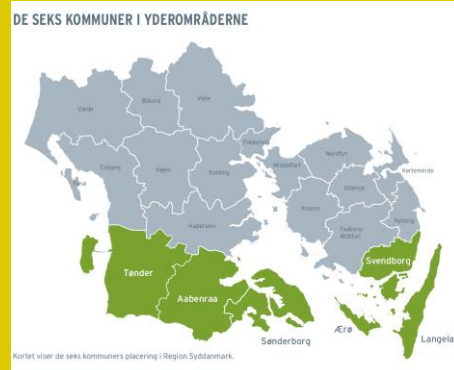 DE SEKS KOMMUNER I YDEROMRÅDERNE
Varde
Billund
Vejle
Fredericia
Esbjerg
Vejen
Kolding
Middelfart
Nordfyn
Kerteminde
Fanø
Odense
Haderslev
Assens
Nyborg
Faaborg-
Midtfyn
Svendborg
Tønder
Aabenraa
Sønderborg
Ærø
Langela
Kortet viser de seks kommuners placering i Region Syddanmark.